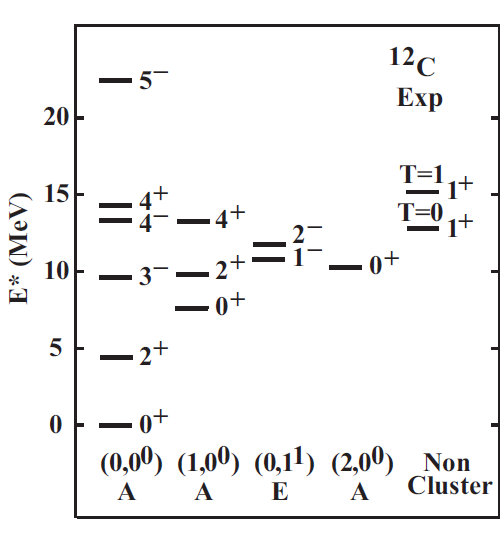 ¹²C
Exp
E* (MeV)
20
15
10
5
0
5⁻
4⁺
4⁻
3⁻
2⁺
0⁺
4⁺
2⁺
0⁺
2⁻
1⁻
0⁺
T=1 1⁺
T=0 1⁺
(0,0⁰) (1,0⁰) (0,1¹) (2,0⁰) Non
A A E A Cluster